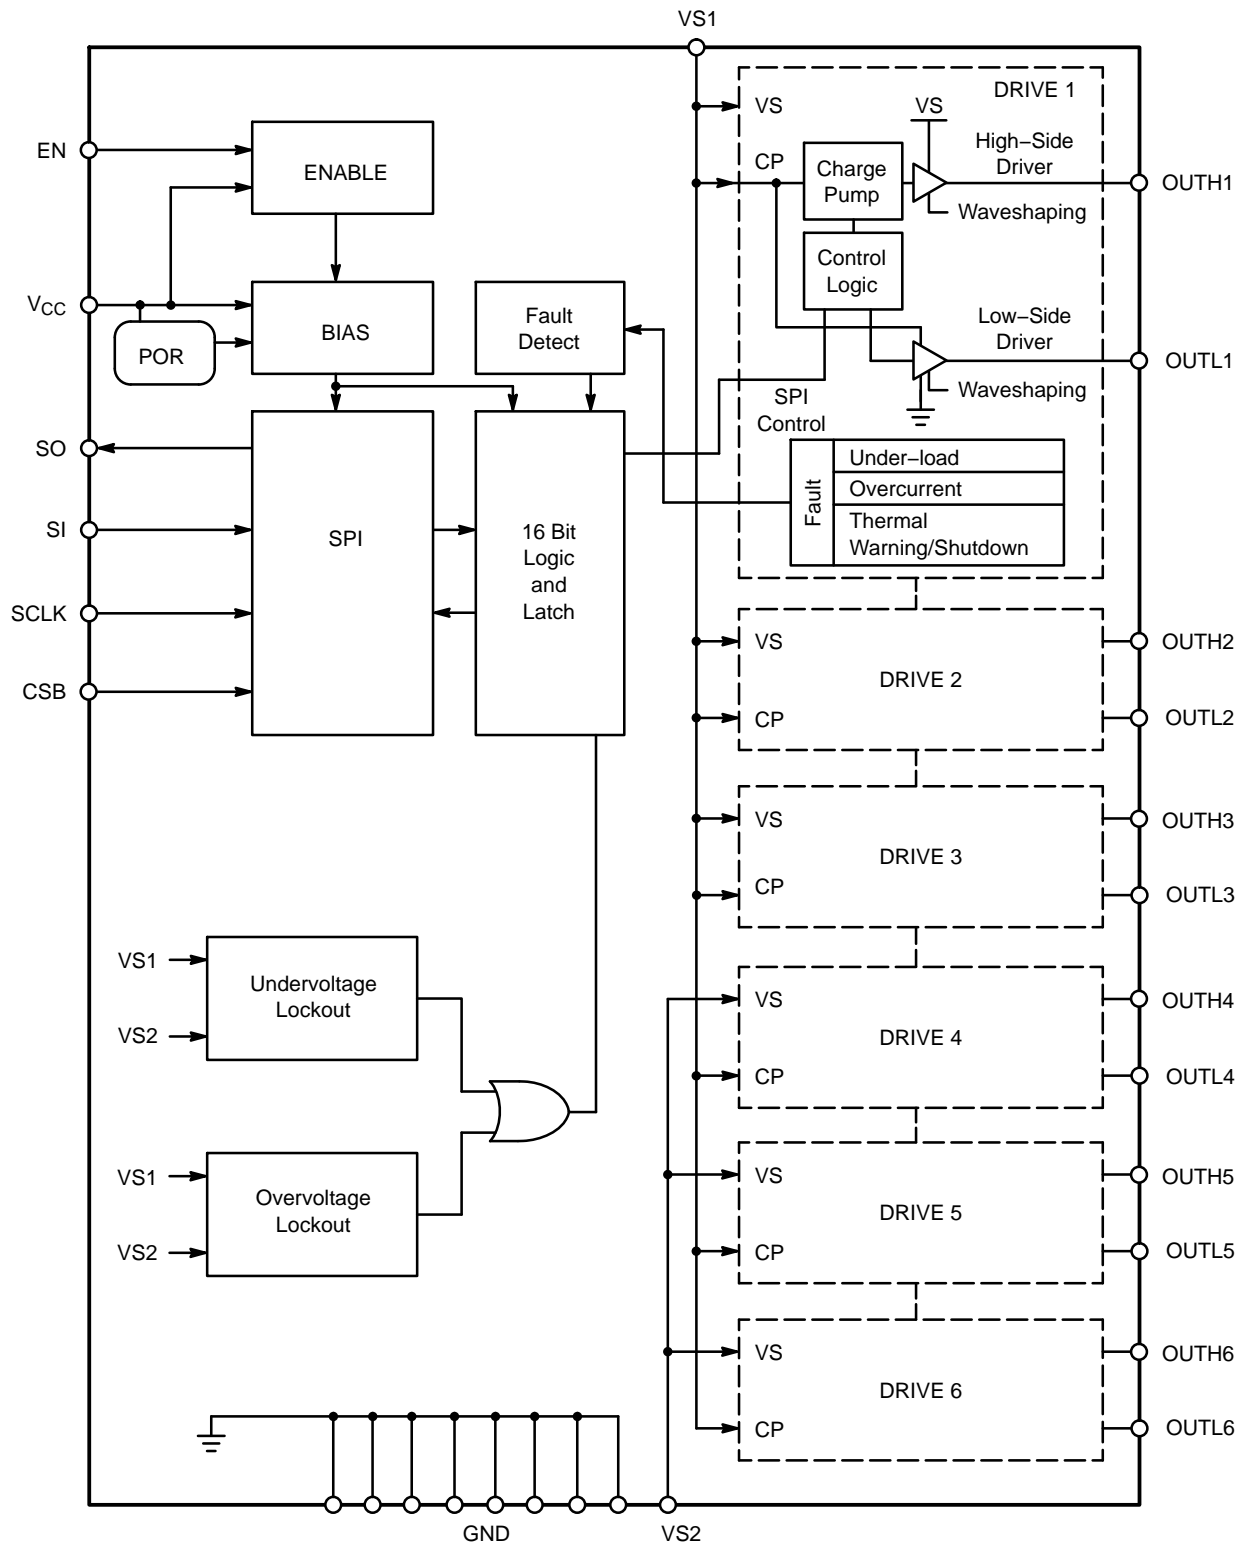 VS1
DRIVE 1
VS
VS
EN
ENABLE
CP
Charge
Pump
High–Side
Driver
OUTH1
Waveshaping
Control
Logic
VCC
POR
BIAS
Fault
Detect
Low–Side
Driver
OUTL1
Waveshaping
SPI
Control
SO
SI
SCLK
CSB
SPI
16 Bit
Logic
and
Latch
Fault
Under–load
Overcurrent
Thermal
Warning/Shutdown
VS
DRIVE 2
CP
OUTH2
OUTL2
VS
DRIVE 3
CP
OUTH3
OUTL3
VS1
VS2
Undervoltage
Lockout
VS
DRIVE 4
CP
OUTH4
OUTL4
VS1
VS2
Overvoltage
Lockout
VS
DRIVE 5
CP
OUTH5
OUTL5
VS
DRIVE 6
CP
OUTH6
OUTL6
GND
VS2